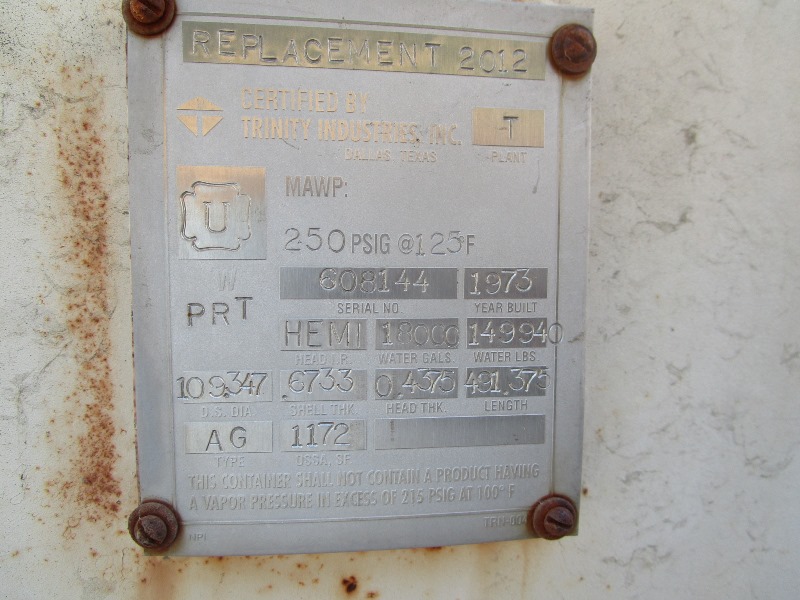 REPLACEMENT 2012
CERTIFIED BY
TRINITY INDUSTRIES, INC.
DALLAS, TEXAS
T
PLANT
U
MAWP:
250 PSIG @ 125°F
W
PRT
608144 1973
SERIAL NO. YEAR BUILT
HEMI 18000 149940
HEAD I.R. WATER GALS. WATER LBS.
109.347 .6733 0.4375 491.375
O.S. DIA. SHELL THK. HEAD THK. LENGTH
AG 1172
TYPE OSSA, SF
THIS CONTAINER SHALL NOT CONTAIN A PRODUCT HAVING
A VAPOR PRESSURE IN EXCESS OF 215 PSIG AT 100°F
NPL